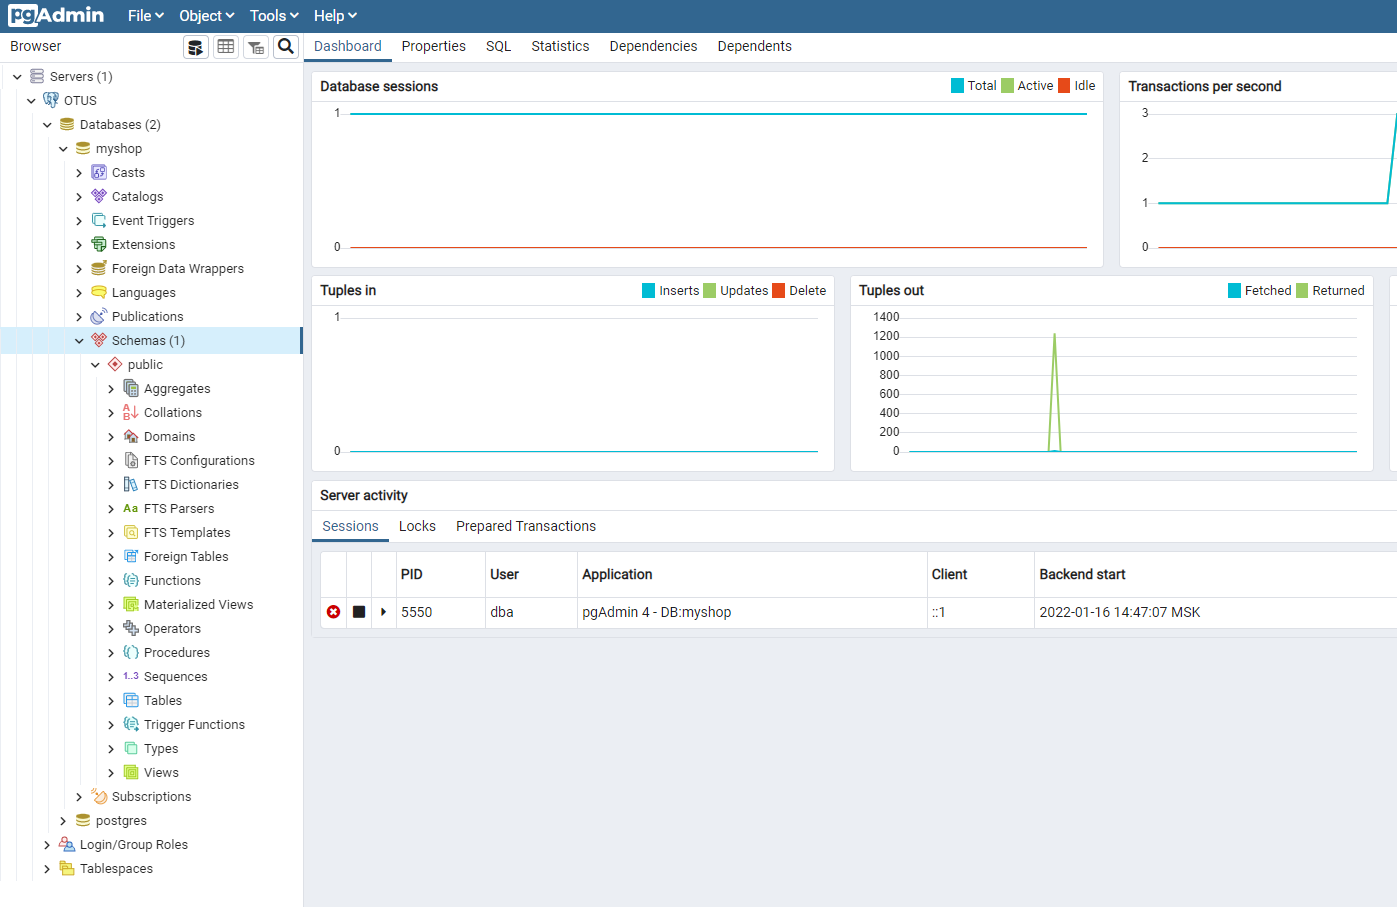 pgAdmin File Object Tools Help
Browser
Dashboard Properties SQL Statistics Dependencies Dependents
Servers (1)
OTUS
Databases (2)
myshop
Casts
Catalogs
Event Triggers
Extensions
Foreign Data Wrappers
Languages
Publications
Schemas (1)
public
Aggregates
Collations
Domains
FTS Configurations
FTS Dictionaries
Aa FTS Parsers
FTS Templates
Foreign Tables
Functions
Materialized Views
Operators
Procedures
1..3 Sequences
Tables
Trigger Functions
Types
Views
Subscriptions
postgres
Login/Group Roles
Tablespaces
Database sessions Total Active Idle
1
0
Transactions per second
3
2
1
0
Tuples in Inserts Updates Delete
1
0
Tuples out Fetched Returned
1400
1200
1000
800
600
400
200
0
Server activity
Sessions Locks Prepared Transactions
PID User Application Client Backend start
5550 dba pgAdmin 4 - DB:myshop ::1 2022-01-16 14:47:07 MSK